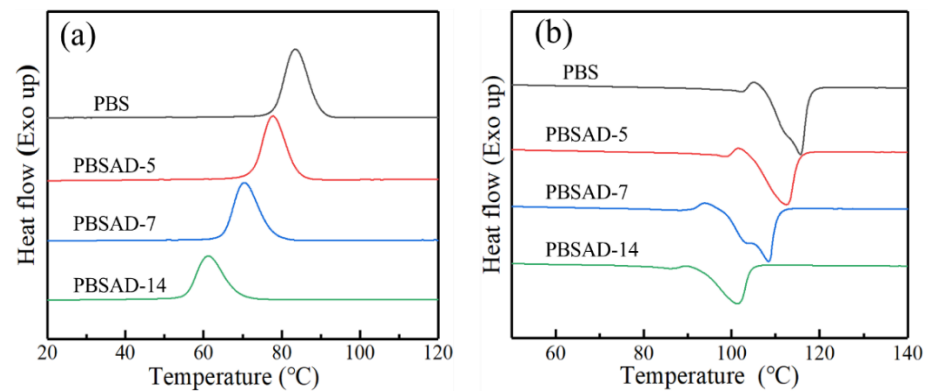 (a)
Heat flow (Exo up)
PBS
PBSAD-5
PBSAD-7
PBSAD-14
20 40 60 80 100 120
Temperature (℃)
(b)
Heat flow (Exo up)
PBS
PBSAD-5
PBSAD-7
PBSAD-14
60 80 100 120 140
Temperature (℃)